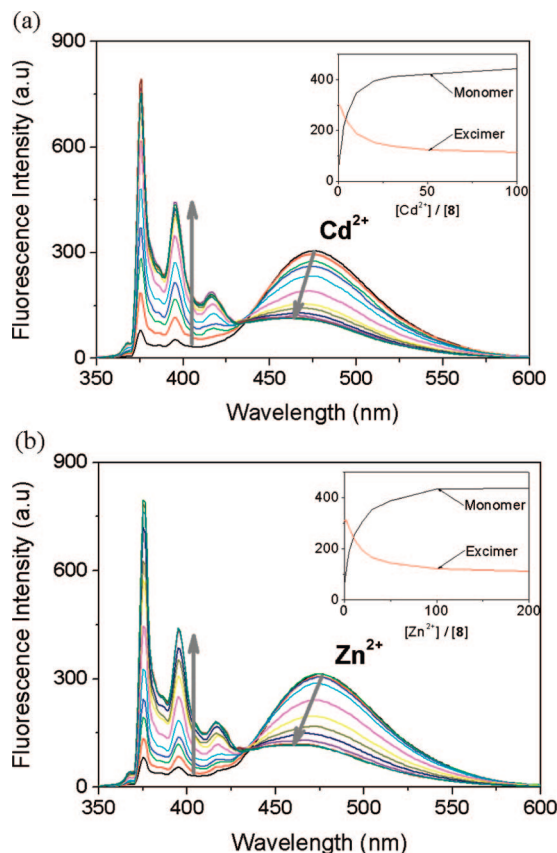 (a)
900
600
300
0
Fluorescence Intensity (a.u)
350 400 450 500 550 600
Wavelength (nm)
Cd²⁺
400
200
0
0 50 100
[Cd²⁺] / [8]
Monomer
Excimer
(b)
900
600
300
0
Fluorescence Intensity (a.u)
350 400 450 500 550 600
Wavelength (nm)
Zn²⁺
400
200
0
0 100 200
[Zn²⁺] / [8]
Monomer
Excimer